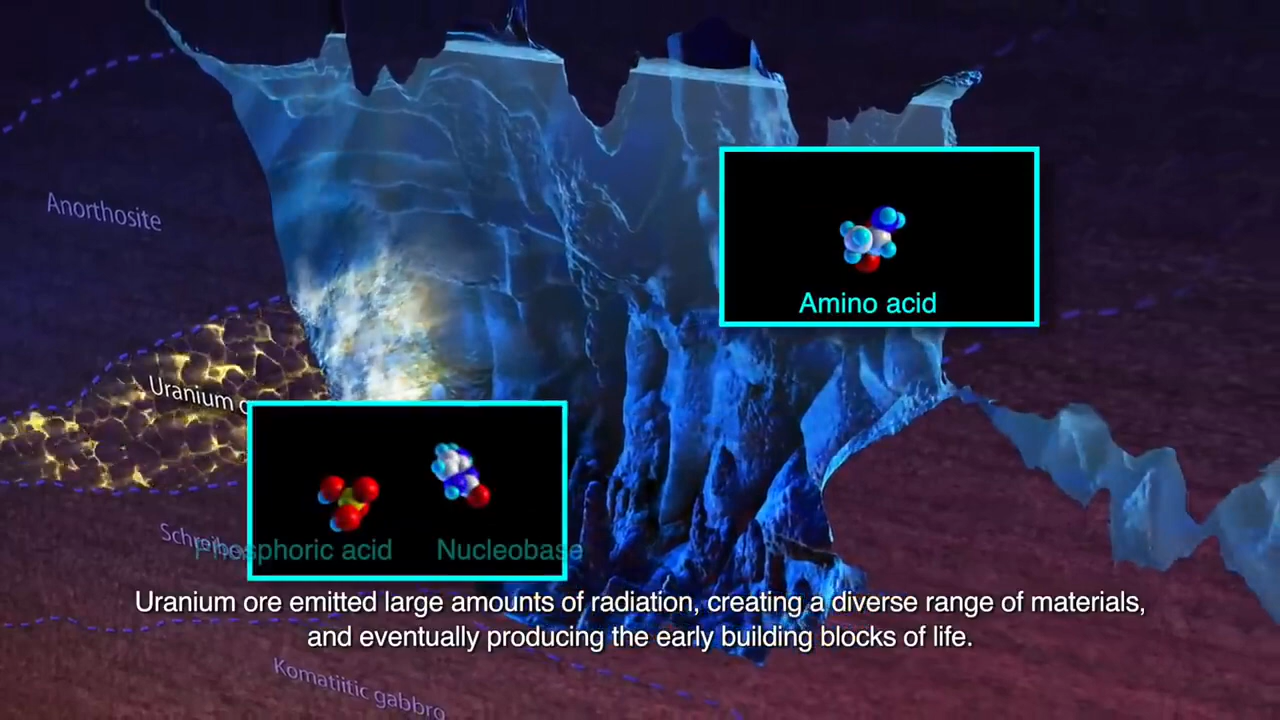 Anorthosite
Amino acid
Uranium
Phosphoric acid
Nucleobase
Uranium ore emitted large amounts of radiation, creating a diverse range of materials,
and eventually producing the early building blocks of life.
Komatiitic gabbro